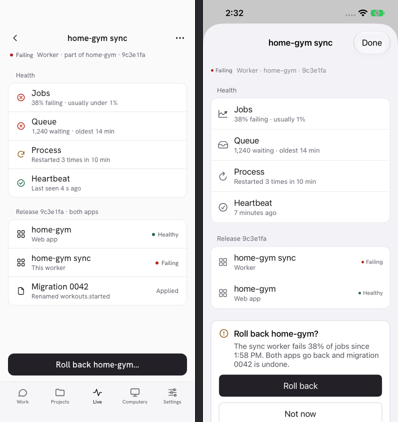 home-gym sync
Failing Worker · part of home-gym · 9c3e1fa
Health
Jobs
38% failing · usually under 1%
Queue
1,240 waiting · oldest 14 min
Process
Restarted 3 times in 10 min
Heartbeat
Last seen 4 s ago
Release 9c3e1fa · both apps
home-gym
Web app
Healthy
home-gym sync
This worker
Failing
Migration 0042
Renamed workouts.started
Applied
Roll back home-gym...
Work
Projects
Live
Computers
Settings
2:32
home-gym sync
Done
Failing Worker · home-gym · 9c3e1fa
Health
Jobs
38% failing · usually 1%
Queue
1,240 waiting · oldest 14 min
Process
Restarted 3 times in 10 min
Heartbeat
7 minutes ago
Release 9c3e1fa
home-gym sync
Worker
Failing
home-gym
Web app
Healthy
Roll back home-gym?
The sync worker fails 38% of jobs since
1:58 PM. Both apps go back and migration
0042 is undone.
Roll back
Not now